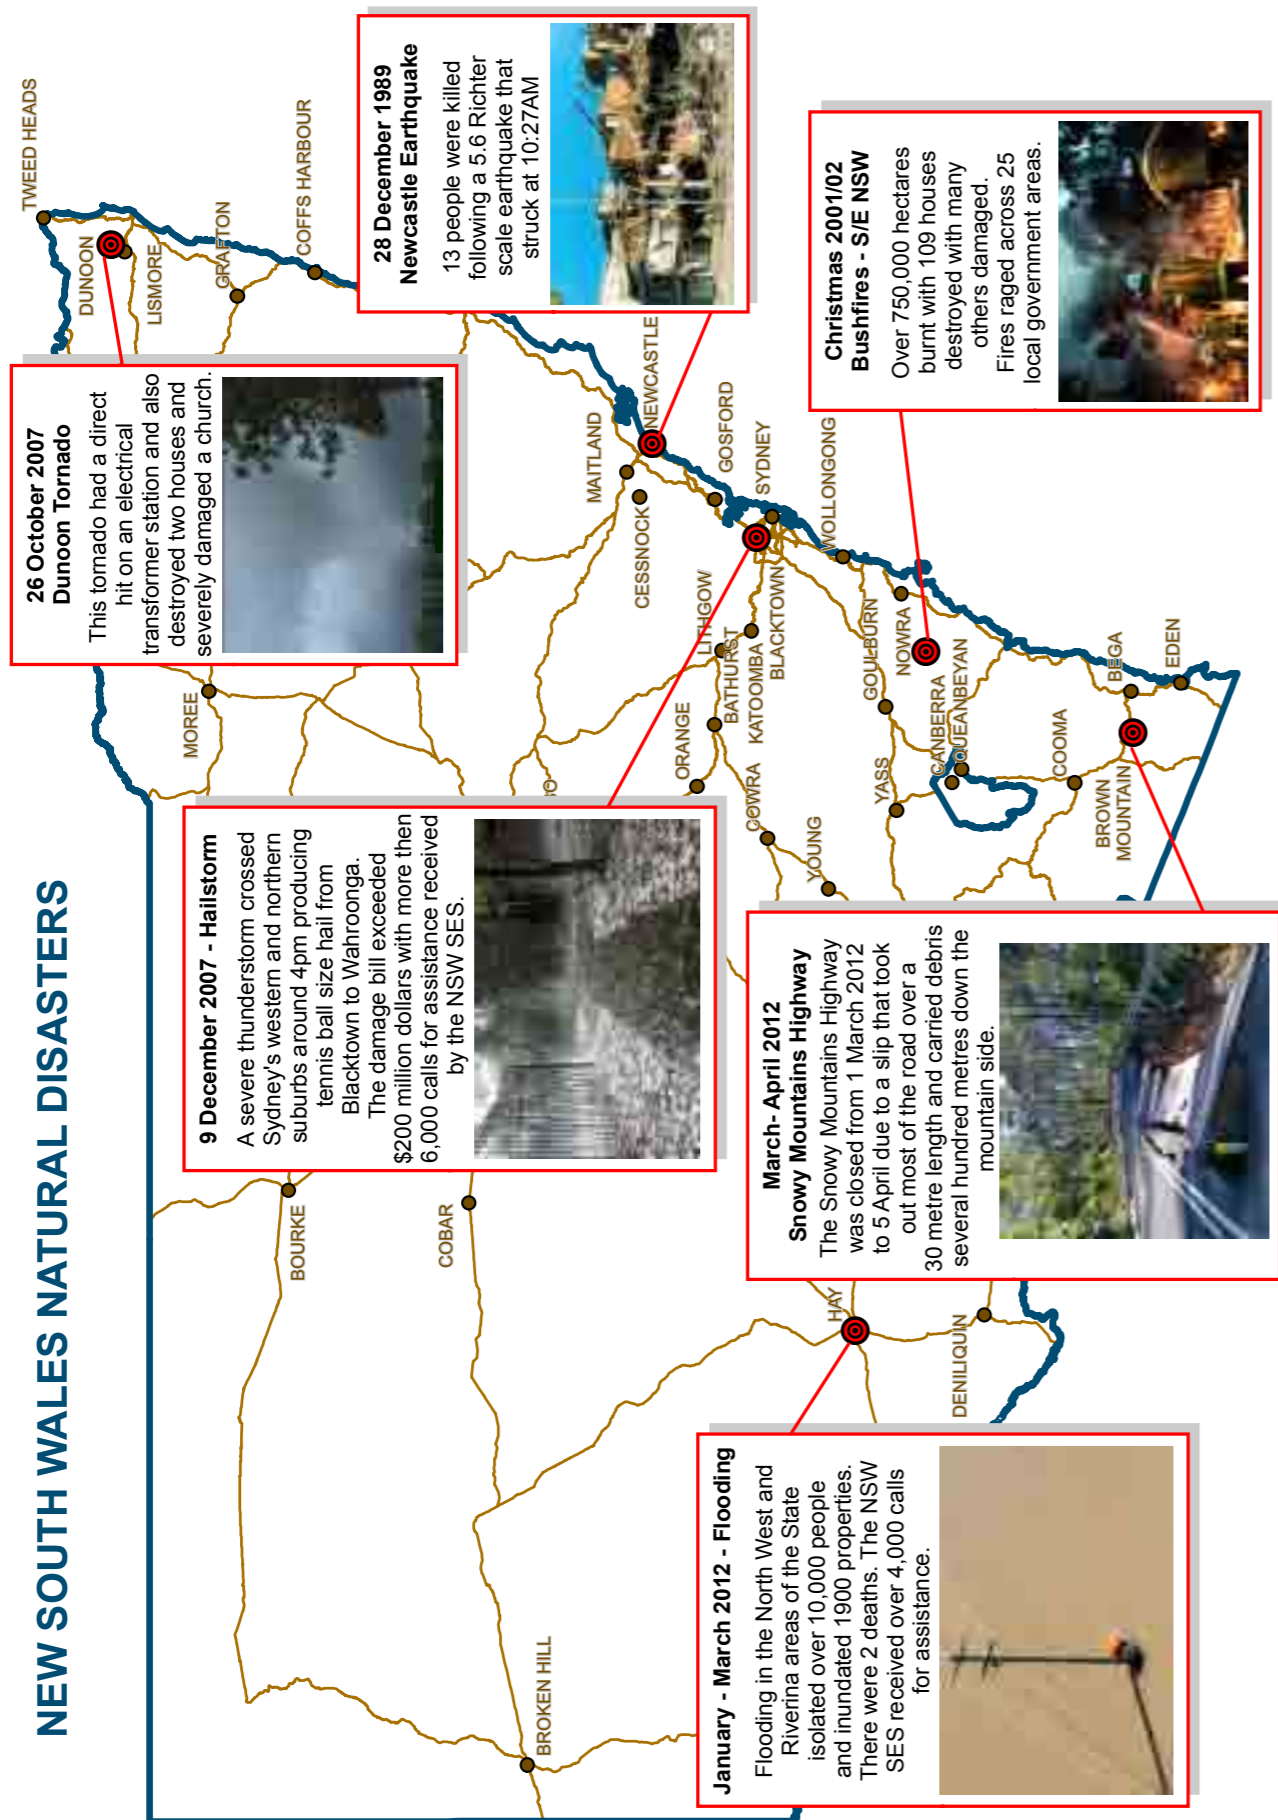 NEW SOUTH WALES NATURAL DISASTERS
26 October 2007
Dunoon Tornado
This tornado had a direct
hit on an electrical
transformer station and also
destroyed two houses and
severely damaged a church.
28 December 1989
Newcastle Earthquake
13 people were killed
following a 5.6 Richter
scale earthquake that
struck at 10:27AM
9 December 2007 - Hailstorm
A severe thunderstorm crossed
Sydney's western and northern
suburbs around 4pm producing
tennis ball size hail from
Blacktown to Wahroonga.
The damage bill exceeded
$200 million dollars with more then
6,000 calls for assistance received
by the NSW SES.
Christmas 2001/02
Bushfires - S/E NSW
Over 750,000 hectares
burnt with 109 houses
destroyed with many
others damaged.
Fires raged across 25
local government areas.
January - March 2012 - Flooding
Flooding in the North West and
Riverina areas of the State
isolated over 10,000 people
and inundated 1900 properties.
There were 2 deaths. The NSW
SES received over 4,000 calls
for assistance.
March- April 2012
Snowy Mountains Highway
The Snowy Mountains Highway
was closed from 1 March 2012
to 5 April due to a slip that took
out most of the road over a
30 metre length and carried debris
several hundred metres down the
mountain side.
TWEED HEADS
DUNOON
LISMORE
GRAFTON
COFFS HARBOUR
MOREE
BOURKE
COBAR
BROKEN HILL
MAITLAND
NEWCASTLE
CESSNOCK
GOSFORD
SYDNEY
LITHGOW
BATHURST
KATOOMBA
BLACKTOWN
ORANGE
COWRA
YOUNG
WOLLONGONG
GOULBURN
NOWRA
YASS
CANBERRA
QUEANBEYAN
COOMA
BROWN
MOUNTAIN
BEGA
EDEN
HAY
DENILIQUIN